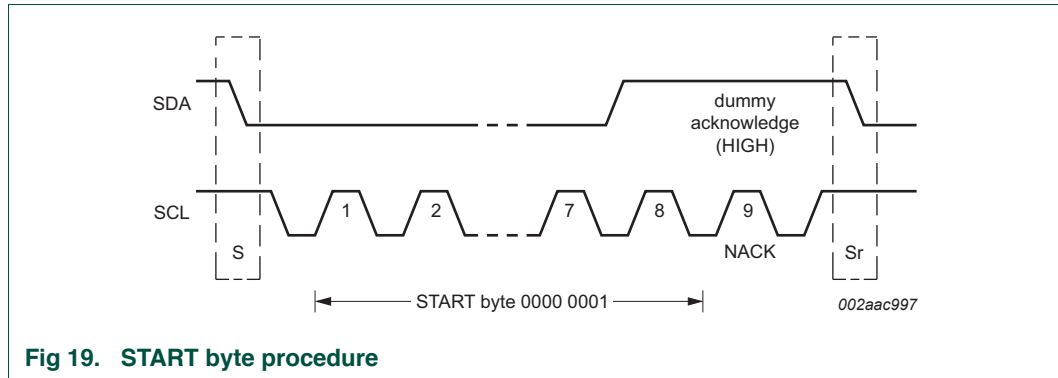 SDA
dummy
acknowledge
(HIGH)
SCL
1
2
7
8
9
S
NACK
Sr
START byte 0000 0001
002aac997
Fig 19. START byte procedure